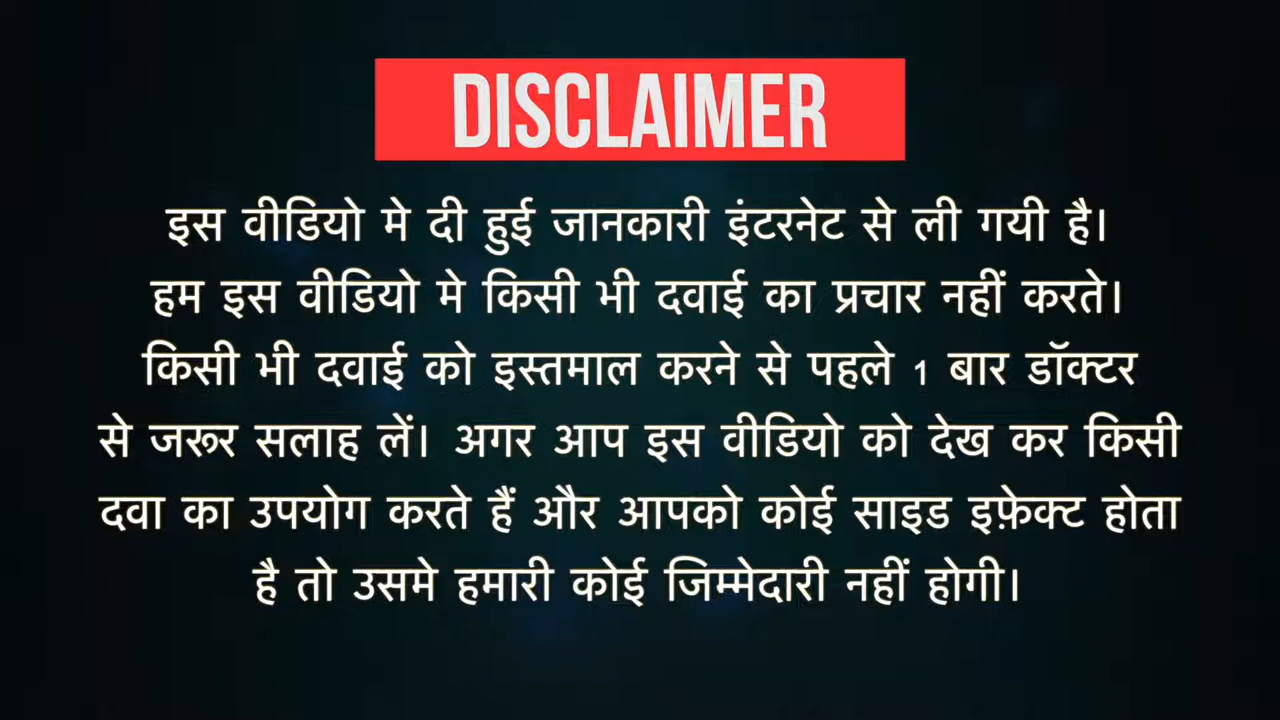 DISCLAIMER
इस वीडियो मे दी हुई जानकारी इंटरनेट से ली गयी है।
हम इस वीडियो मे किसी भी दवाई का प्रचार नहीं करते।
किसी भी दवाई को इस्तमाल करने से पहले 1 बार डॉक्टर
से जरूर सलाह लें। अगर आप इस वीडियो को देख कर किसी
दवा का उपयोग करते हैं और आपको कोई साइड इफ़ेक्ट होता
है तो उसमे हमारी कोई जिम्मेदारी नहीं होगी।